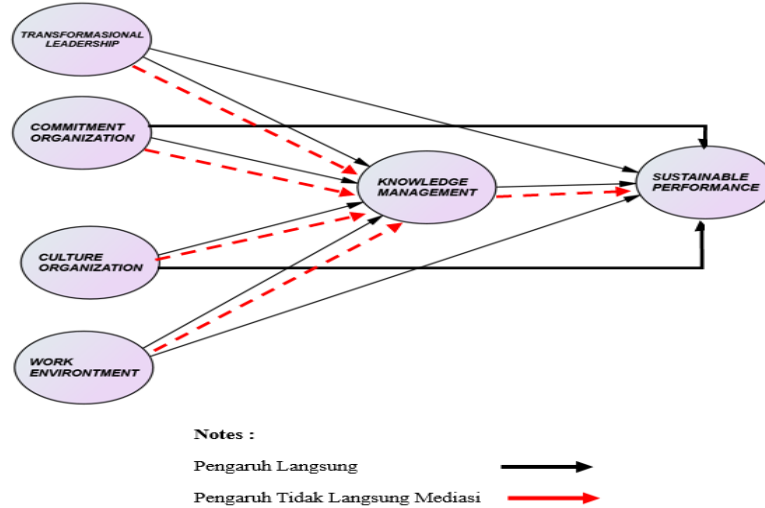 TRANSFORMASIONAL
LEADERSHIP
COMMITMENT
ORGANIZATION
KNOWLEDGE
MANAGEMENT
SUSTAINABLE
PERFORMANCE
CULTURE
ORGANIZATION
WORK
ENVIRONTMENT
Notes :
Pengaruh Langsung
Pengaruh Tidak Langsung Mediasi